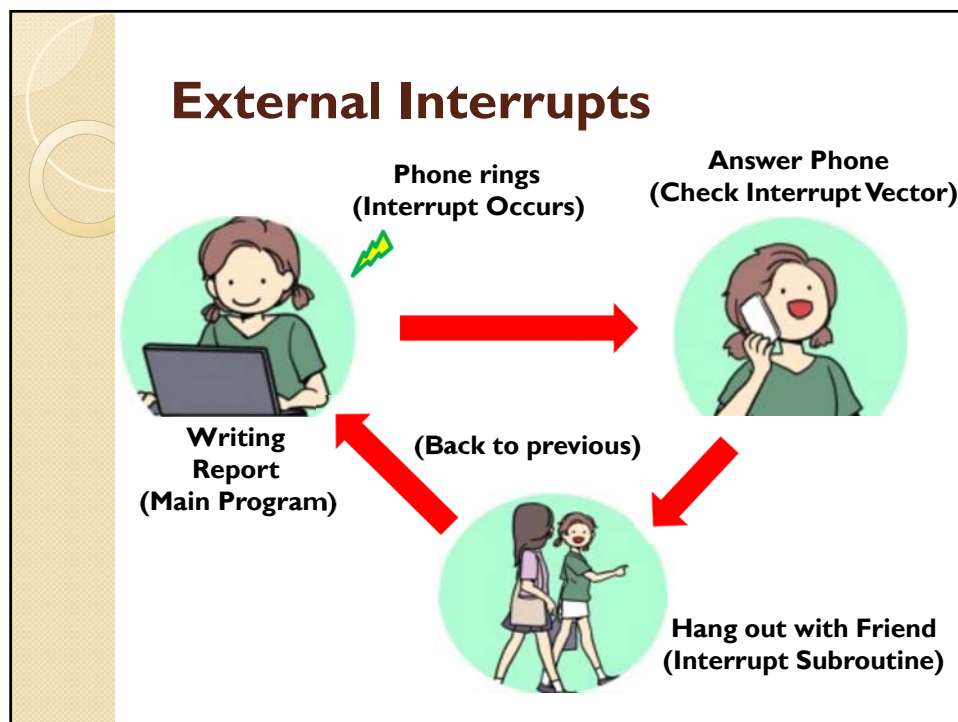 External Interrupts
Phone rings
(Interrupt Occurs)
Answer Phone
(Check Interrupt Vector)
Writing
Report
(Main Program)
(Back to previous)
Hang out with Friend
(Interrupt Subroutine)